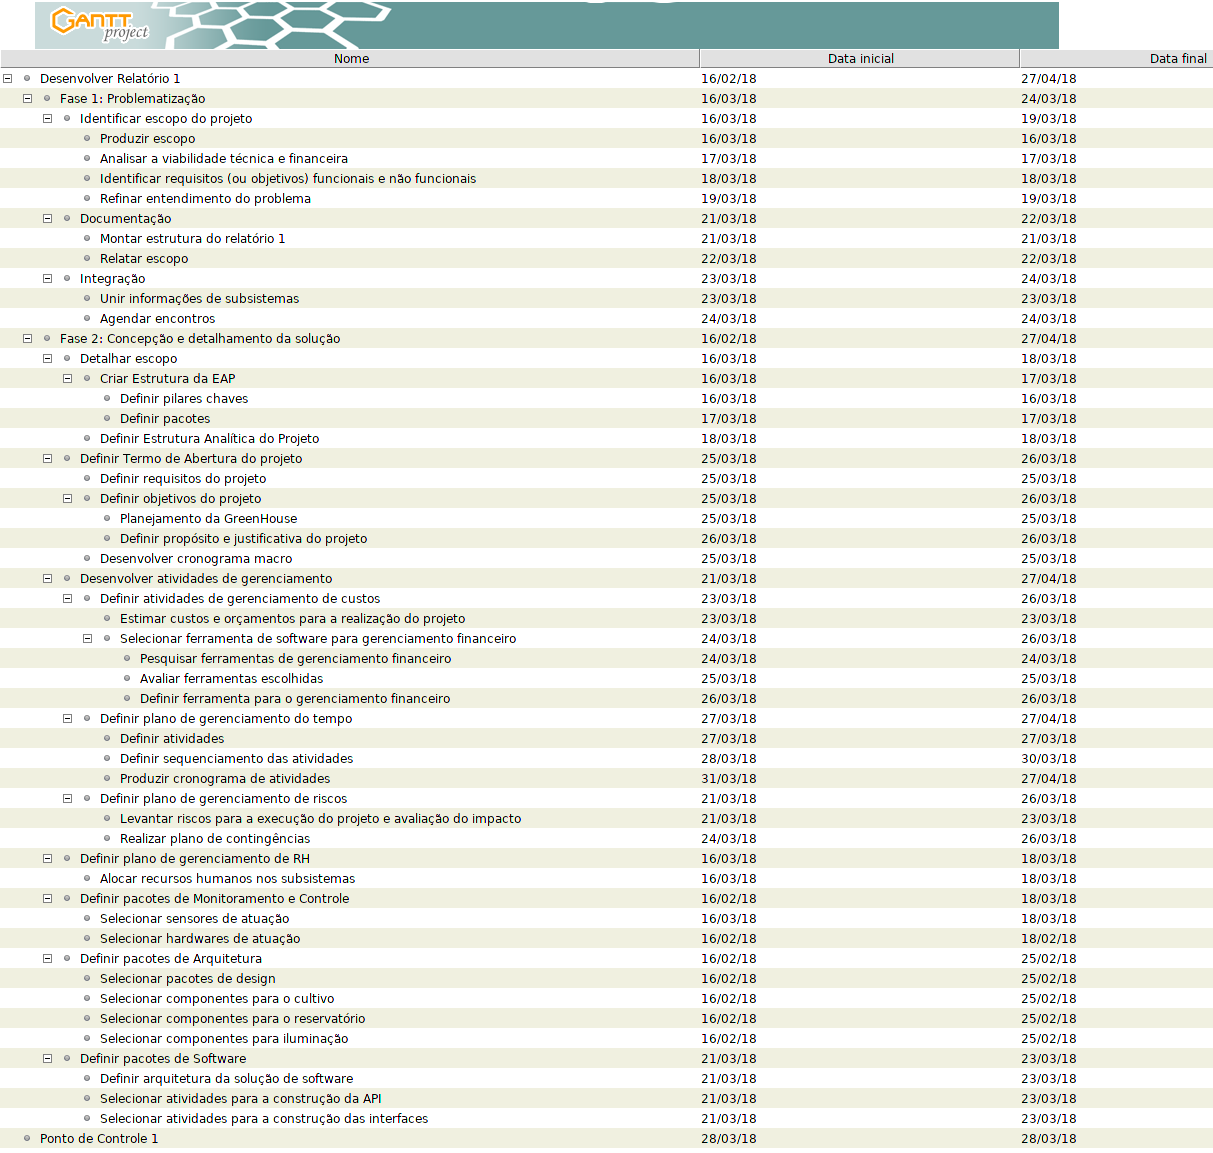 GANTT
project
Nome Data inicial Data final
Desenvolver Relatório 1 16/02/18 27/04/18
Fase 1: Problematização 16/03/18 24/03/18
Identificar escopo do projeto 16/03/18 19/03/18
Produzir escopo 16/03/18 16/03/18
Analisar a viabilidade técnica e financeira 17/03/18 17/03/18
Identificar requisitos (ou objetivos) funcionais e não funcionais 18/03/18 18/03/18
Refinar entendimento do problema 19/03/18 19/03/18
Documentação 21/03/18 22/03/18
Montar estrutura do relatório 1 21/03/18 21/03/18
Relatar escopo 22/03/18 22/03/18
Integração 23/03/18 24/03/18
Unir informações de subsistemas 23/03/18 23/03/18
Agendar encontros 24/03/18 24/03/18
Fase 2: Concepção e detalhamento da solução 16/02/18 27/04/18
Detalhar escopo 16/03/18 18/03/18
Criar Estrutura da EAP 16/03/18 17/03/18
Definir pilares chaves 16/03/18 16/03/18
Definir pacotes 17/03/18 17/03/18
Definir Estrutura Analítica do Projeto 18/03/18 18/03/18
Definir Termo de Abertura do projeto 25/03/18 26/03/18
Definir requisitos do projeto 25/03/18 25/03/18
Definir objetivos do projeto 25/03/18 26/03/18
Planejamento da GreenHouse 25/03/18 25/03/18
Definir propósito e justificativa do projeto 26/03/18 26/03/18
Desenvolver cronograma macro 25/03/18 25/03/18
Desenvolver atividades de gerenciamento 21/03/18 27/04/18
Definir atividades de gerenciamento de custos 23/03/18 26/03/18
Estimar custos e orçamentos para a realização do projeto 23/03/18 23/03/18
Selecionar ferramenta de software para gerenciamento financeiro 24/03/18 26/03/18
Pesquisar ferramentas de gerenciamento financeiro 24/03/18 24/03/18
Avaliar ferramentas escolhidas 25/03/18 25/03/18
Definir ferramenta para o gerenciamento financeiro 26/03/18 26/03/18
Definir plano de gerenciamento do tempo 27/03/18 27/04/18
Definir atividades 27/03/18 27/03/18
Definir sequenciamento das atividades 28/03/18 30/03/18
Produzir cronograma de atividades 31/03/18 27/04/18
Definir plano de gerenciamento de riscos 21/03/18 26/03/18
Levantar riscos para a execução do projeto e avaliação do impacto 21/03/18 23/03/18
Realizar plano de contingências 24/03/18 26/03/18
Definir plano de gerenciamento de RH 16/03/18 18/03/18
Alocar recursos humanos nos subsistemas 16/03/18 18/03/18
Definir pacotes de Monitoramento e Controle 16/02/18 18/03/18
Selecionar sensores de atuação 16/03/18 18/03/18
Selecionar hardwares de atuação 16/02/18 18/02/18
Definir pacotes de Arquitetura 16/02/18 25/02/18
Selecionar pacotes de design 16/02/18 25/02/18
Selecionar componentes para o cultivo 16/02/18 25/02/18
Selecionar componentes para o reservatório 16/02/18 25/02/18
Selecionar componentes para iluminação 16/02/18 25/02/18
Definir pacotes de Software 21/03/18 23/03/18
Definir arquitetura da solução de software 21/03/18 23/03/18
Selecionar atividades para a construção da API 21/03/18 23/03/18
Selecionar atividades para a construção das interfaces 21/03/18 23/03/18
Ponto de Controle 1 28/03/18 28/03/18